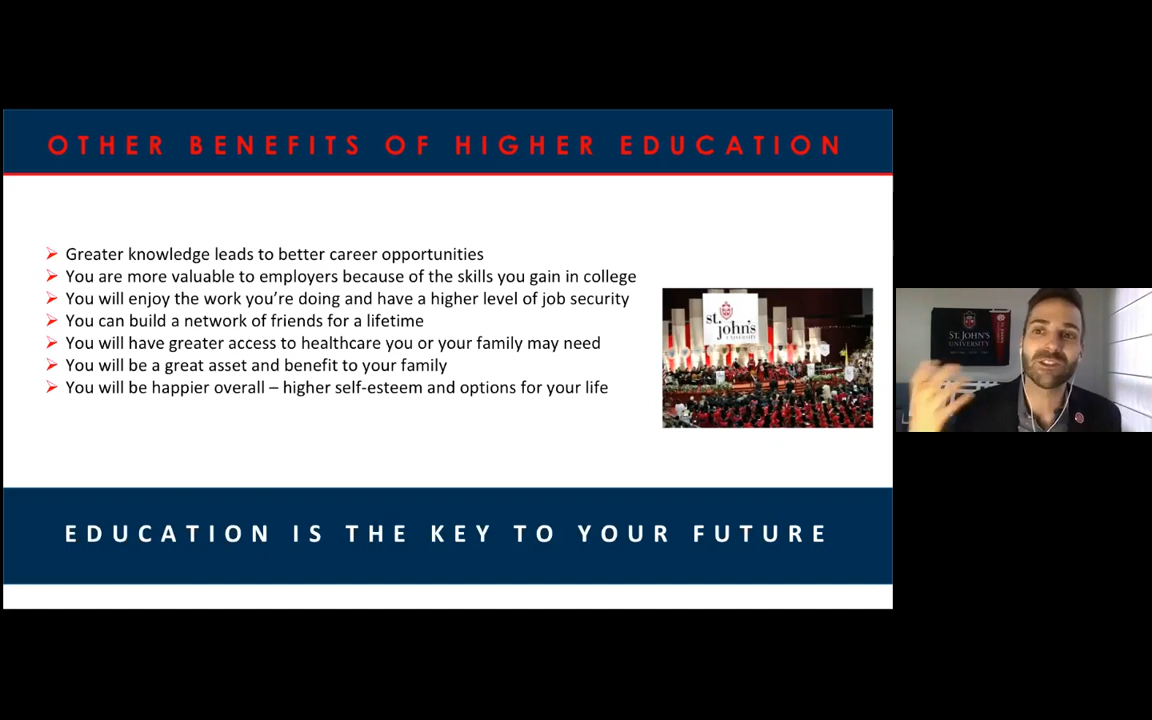 OTHER BENEFITS OF HIGHER EDUCATION
Greater knowledge leads to better career opportunities
You are more valuable to employers because of the skills you gain in college
You will enjoy the work you're doing and have a higher level of job security
You can build a network of friends for a lifetime
You will have greater access to healthcare you or your family may need
You will be a great asset and benefit to your family
You will be happier overall – higher self-esteem and options for your life
st.
john's
UNIVERSITY
ST. JOHN'S
UNIVERSITY
EDUCATION IS THE KEY TO YOUR FUTURE